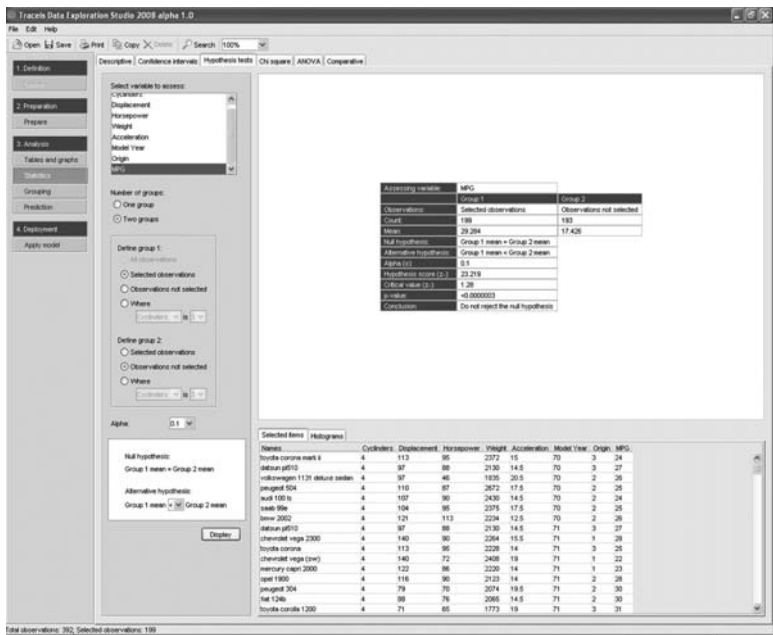 Traceis Data Exploration Studio 2008 alpha 1.0
File Edit Help
Open Save Print Copy Delete Search 100%
1. Definition
2. Preparation
Prepare
3. Analysis
Tables and graphs
Statistics
Grouping
Prediction
4. Deployment
Apply model
Descriptive Confidence intervals Hypothesis tests Chi square ANOVA Comparative
Select variable to assess:
Cyclinders
Displacement
Horsepower
Weight
Acceleration
Model Year
Origin
MPG
Number of groups:
One group
Two groups
Define group 1:
All observations
Selected observations
Observations not selected
Where
Cyclinders is 3
Define group 2:
Selected observations
Observations not selected
Where
Cyclinders is 3
Alpha: 0.1
Null hypothesis:
Group 1 mean = Group 2 mean
Alternative hypothesis:
Group 1 mean < Group 2 mean
Display
Assessing variable: MPG
Group 1 Group 2
Observations: Selected observations Observations not selected
Count: 199 193
Mean: 29.284 17.426
Null hypothesis: Group 1 mean = Group 2 mean
Alternative hypothesis: Group 1 mean < Group 2 mean
Alpha (α): 0.1
Hypothesis score (z-): 23.219
Critical value (z-): 1.28
p-value: <0.0000003
Conclusion: Do not reject the null hypothesis
Selected items Histograms
Names Cyclinders Displacement Horsepower Weight Acceleration Model Year Origin MPG
toyota corona mark ii 4 113 95 2372 15 70 3 24
datsun pl510 4 97 88 2130 14.5 70 3 27
volkswagen 1131 deluxe sedan 4 97 46 1835 20.5 70 2 26
peugeot 504 4 110 87 2672 17.5 70 2 25
audi 100 ls 4 107 90 2430 14.5 70 2 24
saab 99e 4 104 95 2375 17.5 70 2 25
bmw 2002 4 121 113 2234 12.5 70 2 26
datsun pl510 4 97 88 2130 14.5 71 3 27
chevrolet vega 2300 4 140 90 2264 15.5 71 1 28
toyota corona 4 113 95 2228 14 71 3 25
chevrolet vega (sw) 4 140 72 2408 19 71 1 22
mercury capri 2000 4 122 86 2220 14 71 1 23
opel 1900 4 116 90 2123 14 71 2 28
peugeot 304 4 79 70 2074 19.5 71 2 30
fiat 124b 4 88 76 2065 14.5 71 2 30
toyota corolla 1200 4 71 65 1773 19 71 3 31
Total observations: 392, Selected observations: 199